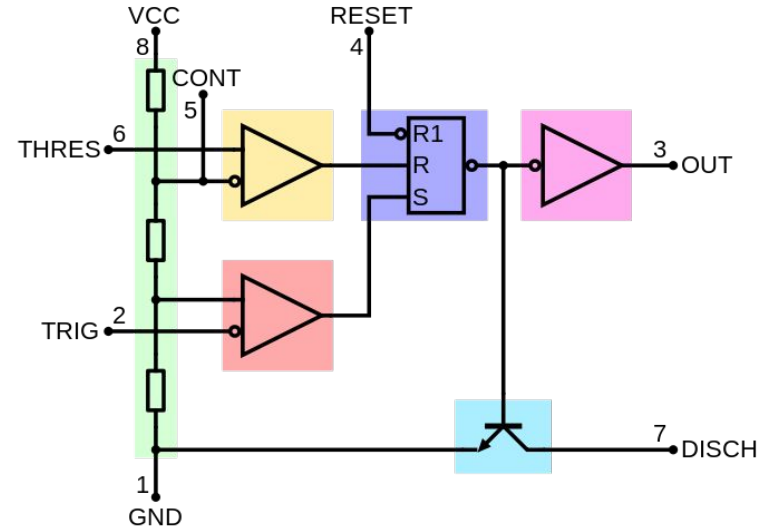 VCC
8
RESET
4
CONT
5
THRES
6
R1
R
S
3
OUT
TRIG
2
7
DISCH
1
GND